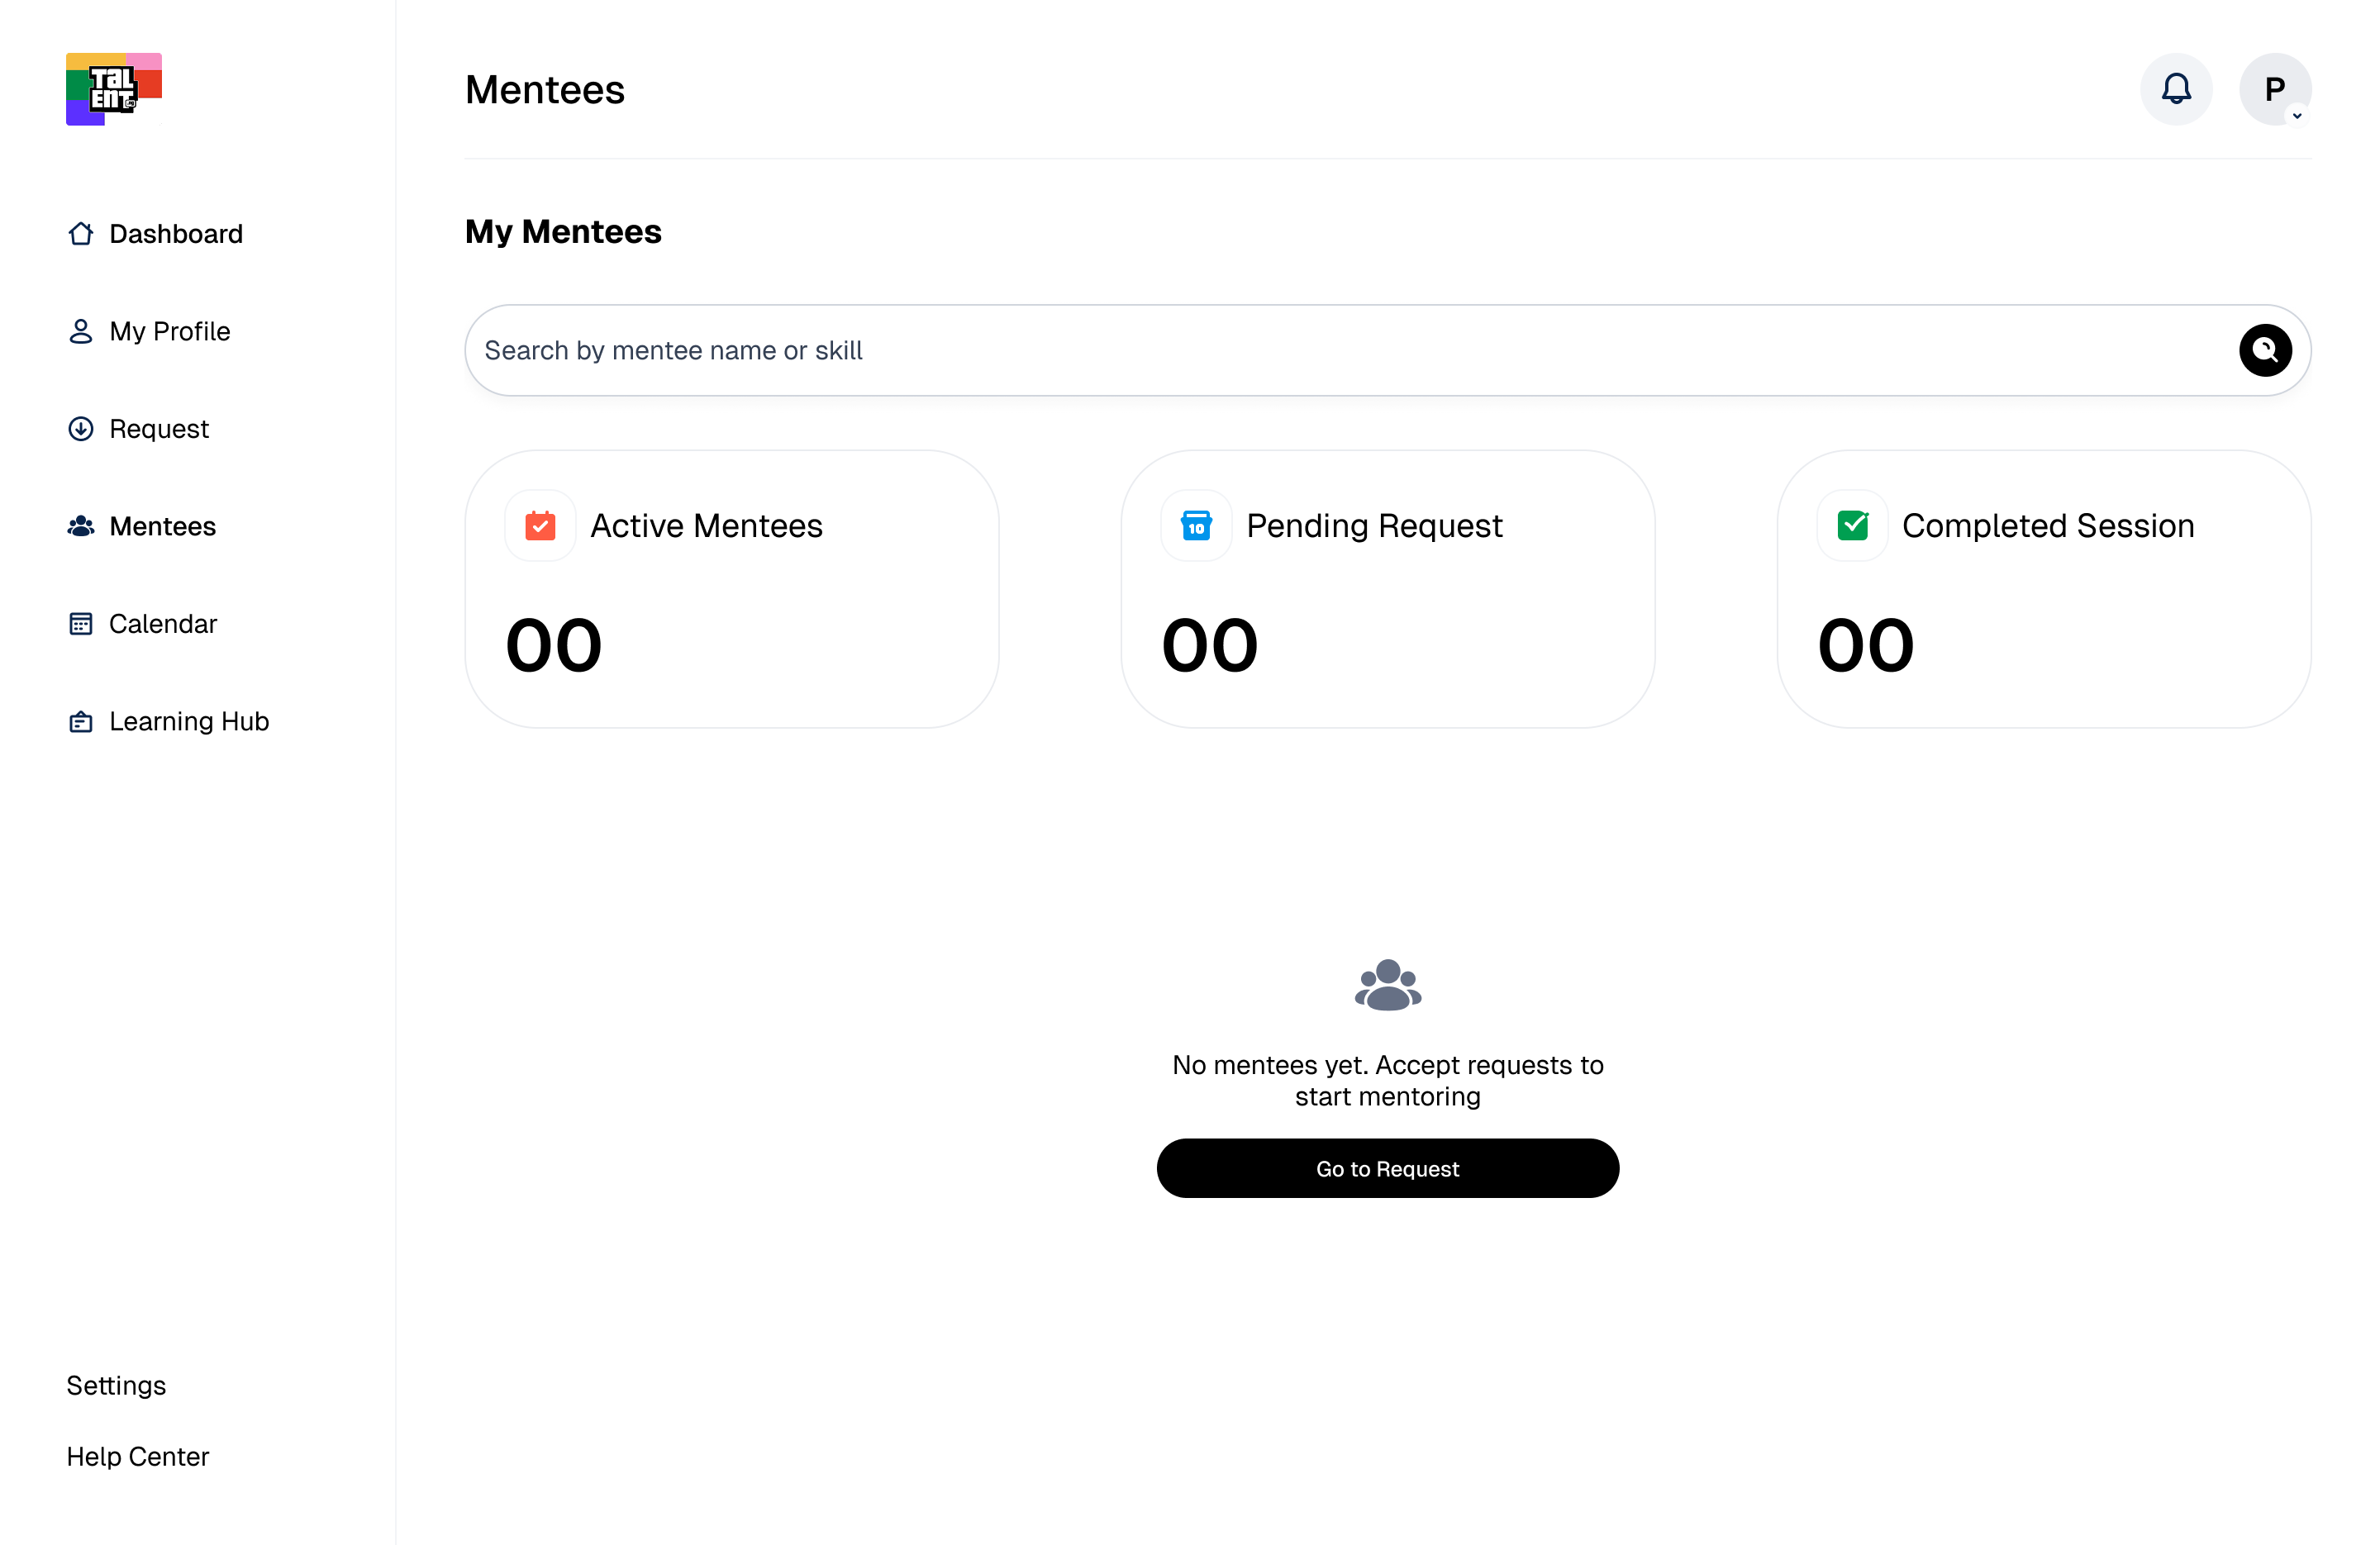 TaL
ENT
Mentees
P
Dashboard
My Profile
Request
Mentees
Calendar
Learning Hub
Settings
Help Center
My Mentees
Search by mentee name or skill
Active Mentees
00
10
Pending Request
00
Completed Session
00
No mentees yet. Accept requests to
start mentoring
Go to Request